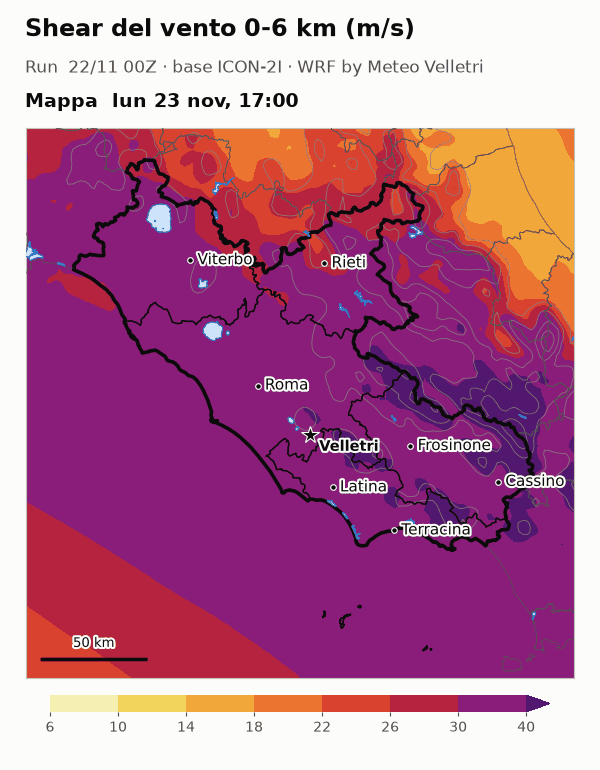 Shear del vento 0-6 km (m/s)
Run  22/11 00Z · base ICON-2I · WRF by Meteo Velletri
Mappa  lun 23 nov, 17:00
Viterbo
Rieti
Roma
Velletri
Frosinone
Latina
Cassino
Terracina
50 km
6 10 14 18 22 26 30 40